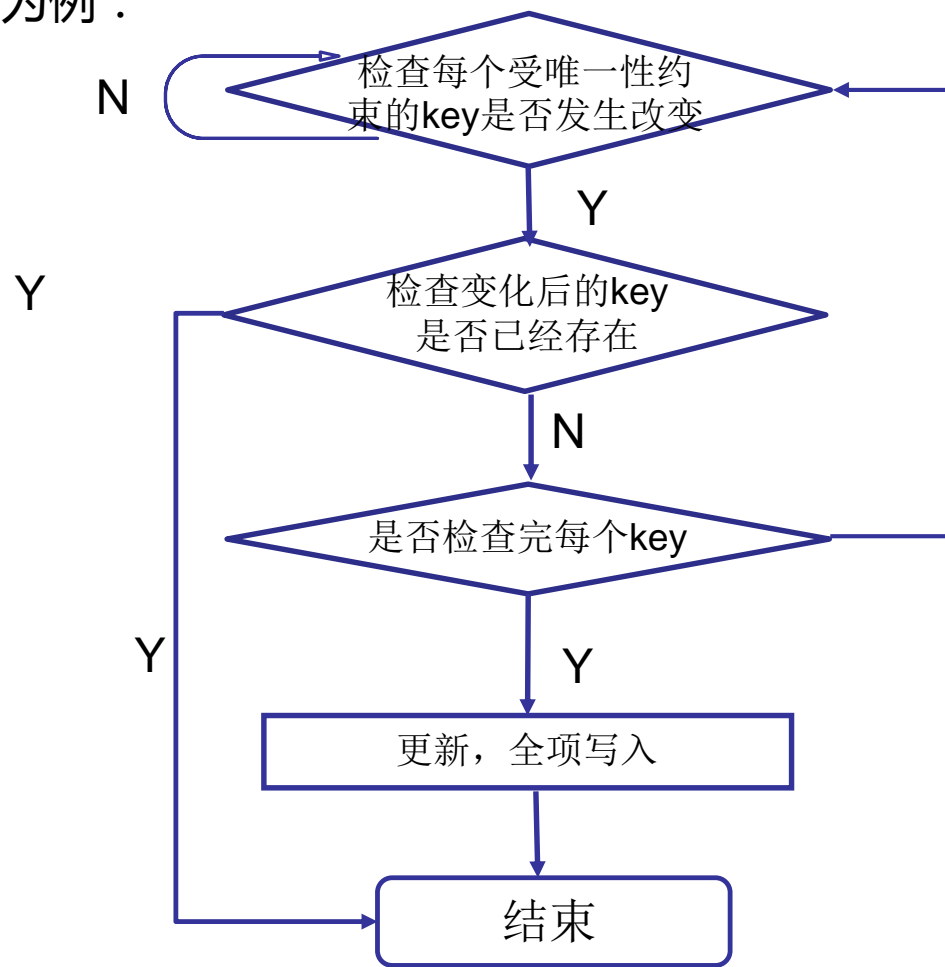 为例：
检查每个受唯一性约
束的key是否发生改变
N
Y
检查变化后的key
是否已经存在
Y
N
是否检查完每个key
Y
Y
更新，全项写入
结束